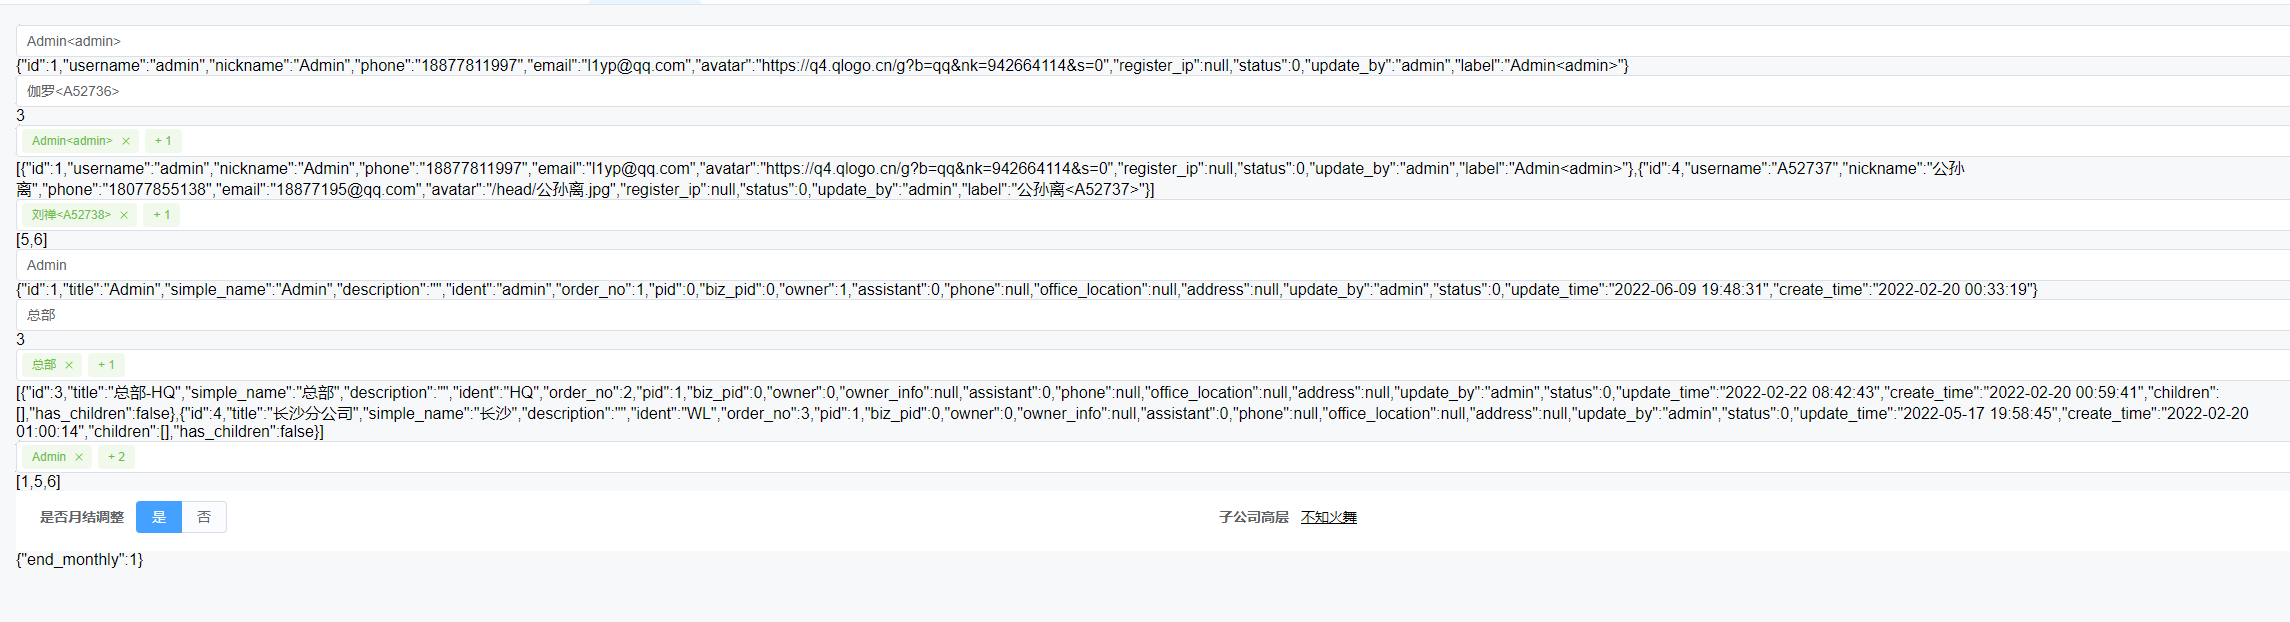 Admin<admin>
{"id":1,"username":"admin","nickname":"Admin","phone":"18877811997","email":"l1yp@qq.com","avatar":"https://q4.qlogo.cn/g?b=qq&nk=942664114&s=0","register_ip":null,"status":0,"update_by":"admin","label":"Admin<admin>"}
伽罗<A52736>
3
Admin<admin> × + 1
[{"id":1,"username":"admin","nickname":"Admin","phone":"18877811997","email":"l1yp@qq.com","avatar":"https://q4.qlogo.cn/g?b=qq&nk=942664114&s=0","register_ip":null,"status":0,"update_by":"admin","label":"Admin<admin>"},{"id":4,"username":"A52737","nickname":"公孙
离","phone":"18077855138","email":"18877195@qq.com","avatar":"/head/公孙离.jpg","register_ip":null,"status":0,"update_by":"admin","label":"公孙离<A52737>"}]
刘禅<A52738> × + 1
[5,6]
Admin
{"id":1,"title":"Admin","simple_name":"Admin","description":"","ident":"admin","order_no":1,"pid":0,"biz_pid":0,"owner":1,"assistant":0,"phone":null,"office_location":null,"address":null,"update_by":"admin","status":0,"update_time":"2022-06-09 19:48:31","create_time":"2022-02-20 00:33:19"}
总部
3
总部 × + 1
[{"id":3,"title":"总部-HQ","simple_name":"总部","description":"","ident":"HQ","order_no":2,"pid":1,"biz_pid":0,"owner":0,"owner_info":null,"assistant":0,"phone":null,"office_location":null,"address":null,"update_by":"admin","status":0,"update_time":"2022-02-22 08:42:43","create_time":"2022-02-20 00:59:41","children":
[],"has_children":false},{"id":4,"title":"长沙分公司","simple_name":"长沙","description":"","ident":"WL","order_no":3,"pid":1,"biz_pid":0,"owner":0,"owner_info":null,"assistant":0,"phone":null,"office_location":null,"address":null,"update_by":"admin","status":0,"update_time":"2022-05-17 19:58:45","create_time":"2022-02-20
01:00:14","children":[],"has_children":false}]
Admin × + 2
[1,5,6]
是否月结调整 是 否 子公司高层 不知火舞
{"end_monthly":1}